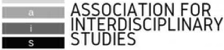 a ASSOCIATION FOR
i INTERDISCIPLINARY
s STUDIES